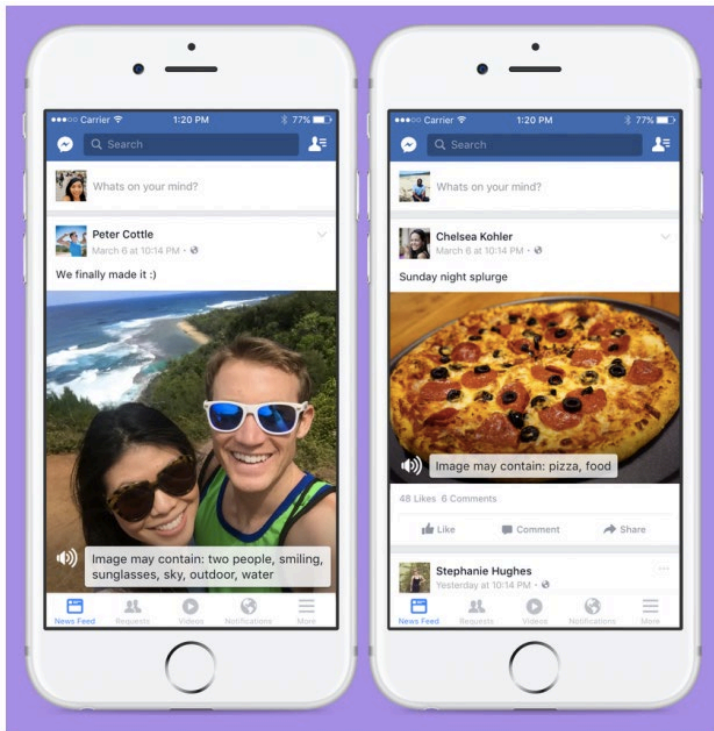 Carrier 1:20 PM 77%
Search
Whats on your mind?
Peter Cottle
March 6 at 10:14 PM •
We finally made it :)
Image may contain: two people, smiling,
sunglasses, sky, outdoor, water
News Feed Requests Videos Notifications More
Carrier 1:20 PM 77%
Search
Whats on your mind?
Chelsea Kohler
March 6 at 10:14 PM •
Sunday night splurge
Image may contain: pizza, food
48 Likes 6 Comments
Like Comment Share
Stephanie Hughes
Yesterday at 10:14 PM •
News Feed Requests Videos Notifications More